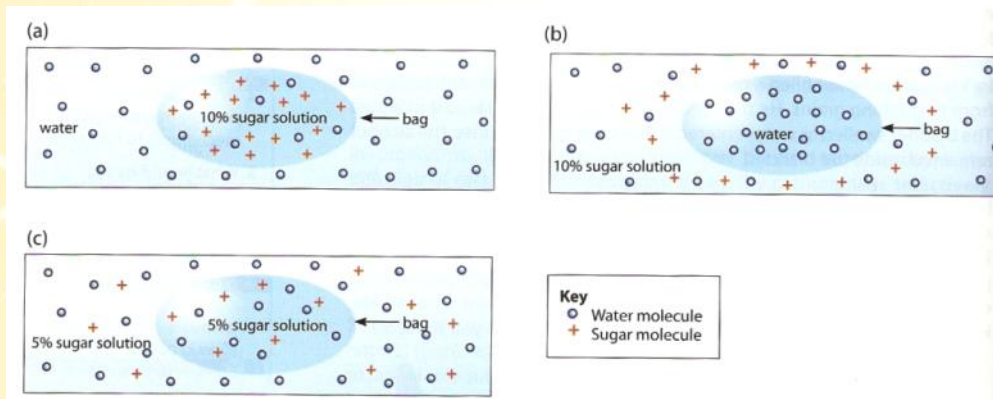 (a)
water
10% sugar solution
bag
(b)
water
bag
10% sugar solution
(c)
5% sugar solution
5% sugar solution
bag
Key
Water molecule
Sugar molecule